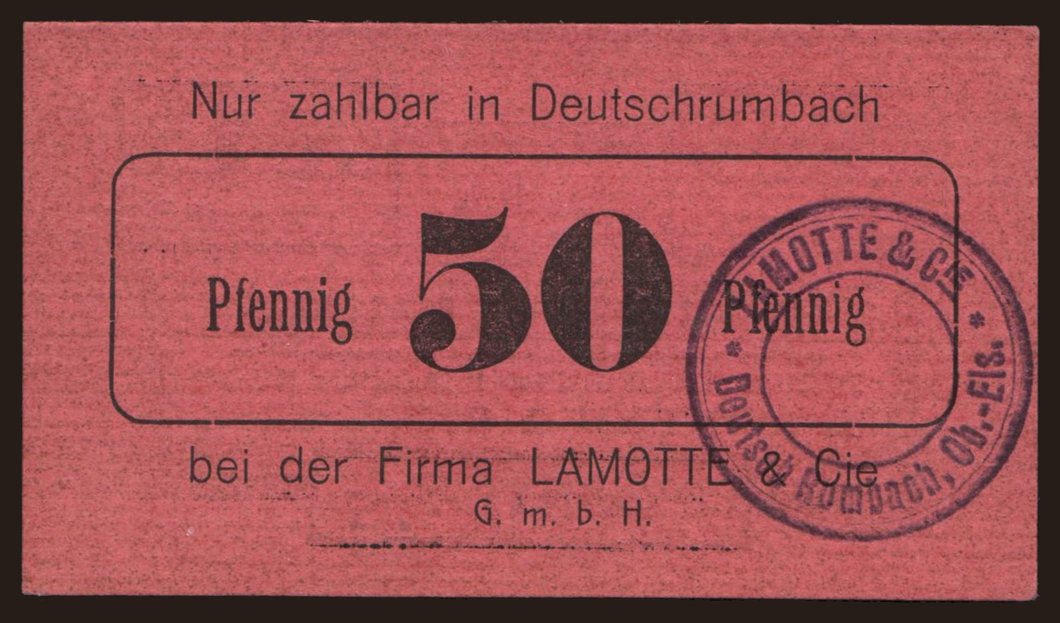 Nur zahlbar in Deutschrumbach
Pfennig 50 Pfennig
bei der Firma LAMOTTE & Cie
G. m. b. H.
LAMOTTE & Cie
* Deutsch Rombach, Ob.-Els. *